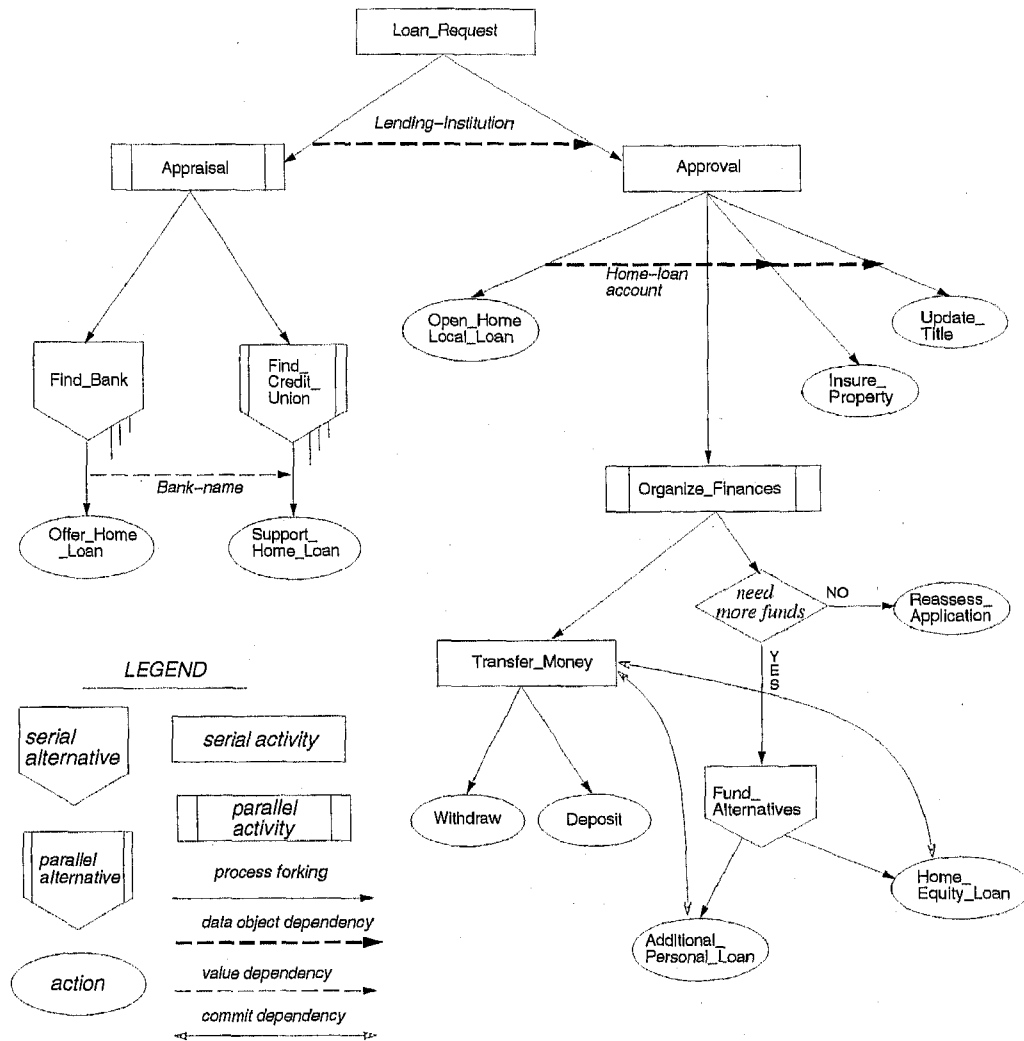 Loan_Request
Lending-Institution
Appraisal
Approval
Home-loan
account
Open_Home
Local_Loan
Update_
Title
Insure_
Property
Find_Bank
Find_
Credit_
Union
Bank-name
Offer_Home
_Loan
Support_
Home_Loan
Organize_Finances
need
more funds
NO
Reassess_
Application
YES
Transfer_Money
Withdraw
Deposit
Fund_
Alternatives
Home_
Equity_Loan
Additional_
Personal_Loan
LEGEND
serial
alternative
serial activity
parallel
activity
parallel
alternative
process forking
data object dependency
action
value dependency
commit dependency